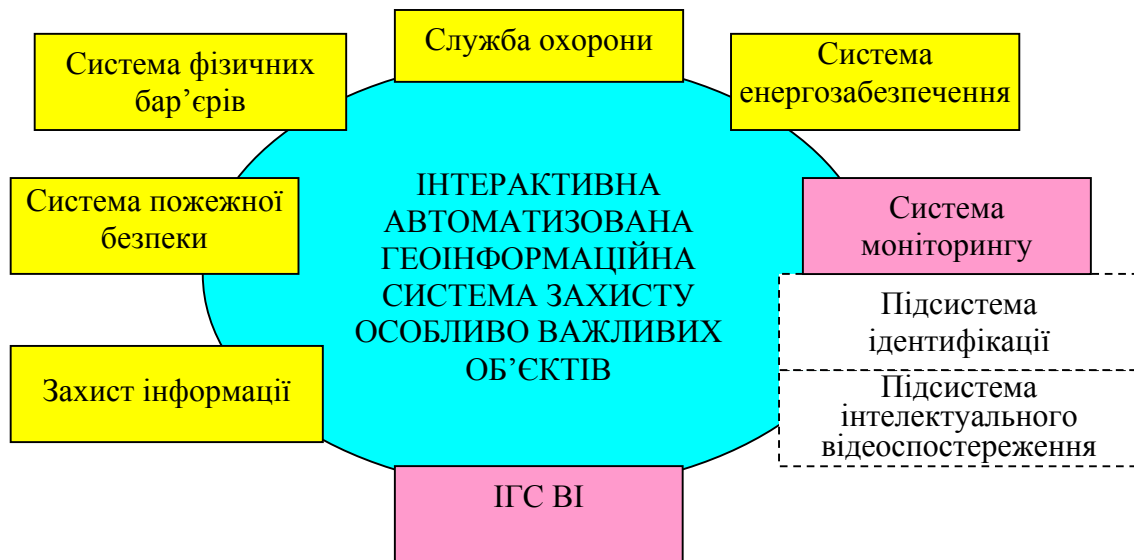 Служба охорони
Система фізичних
бар’єрів
Система
енергозабезпечення
Система пожежної
безпеки
ІНТЕРАКТИВНА
АВТОМАТИЗОВАНА
ГЕОІНФОРМАЦІЙНА
СИСТЕМА ЗАХИСТУ
ОСОБЛИВО ВАЖЛИВИХ
ОБ’ЄКТІВ
Система
моніторингу
Підсистема
ідентифікації
Підсистема
інтелектуального
відеоспостереження
Захист інформації
ІГС ВІ